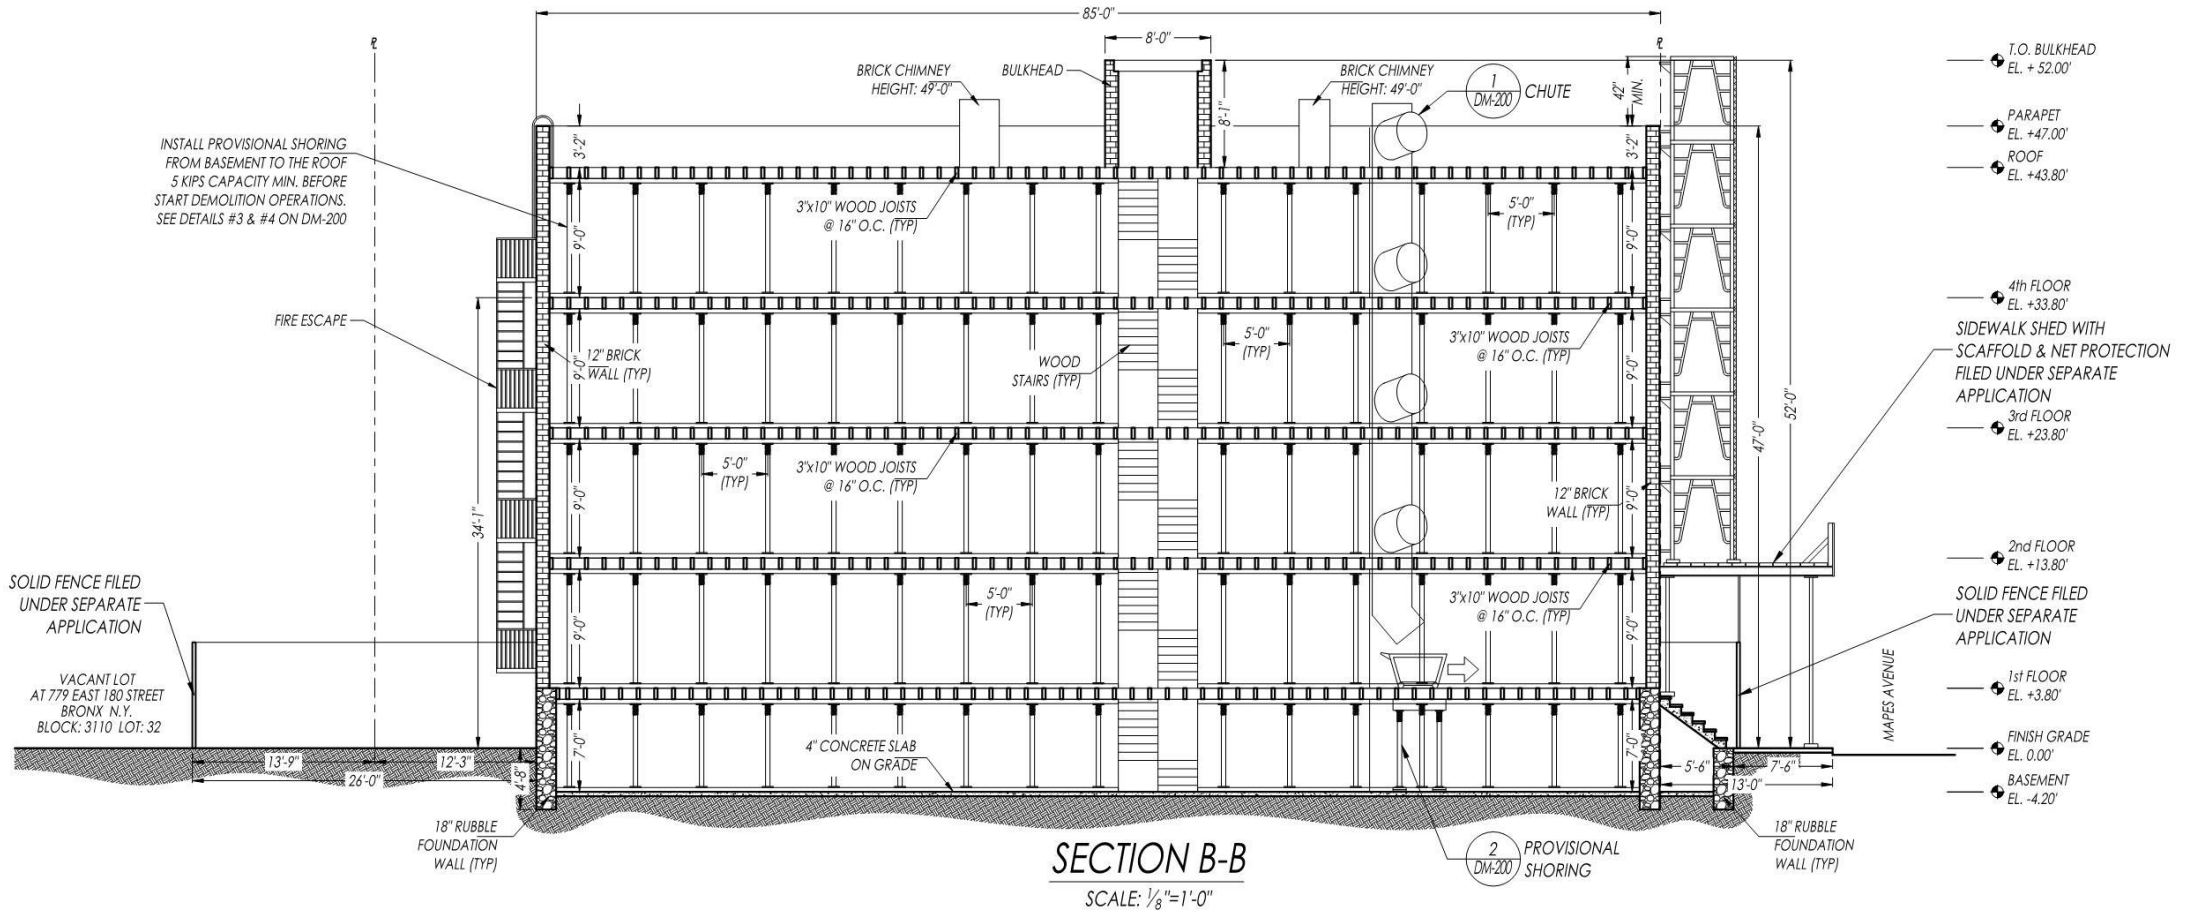 85'-0"
8'-0"
BRICK CHIMNEY
HEIGHT: 49'-0"
BULKHEAD
BRICK CHIMNEY
HEIGHT: 49'-0"
1
DM-200
CHUTE
42"
MIN.
8'-1"
3'-2"
3'-2"
T.O. BULKHEAD
EL. + 52.00'
PARAPET
EL. +47.00'
ROOF
EL. +43.80'
INSTALL PROVISIONAL SHORING
FROM BASEMENT TO THE ROOF
5 KIPS CAPACITY MIN. BEFORE
START DEMOLITION OPERATIONS.
SEE DETAILS #3 & #4 ON DM-200
3"x10" WOOD JOISTS
@ 16" O.C. (TYP)
5'-0"
(TYP)
9'-0"
9'-0"
4th FLOOR
EL. +33.80'
FIRE ESCAPE
12" BRICK
WALL (TYP)
9'-0"
WOOD
STAIRS (TYP)
5'-0"
(TYP)
3"x10" WOOD JOISTS
@ 16" O.C. (TYP)
9'-0"
SIDEWALK SHED WITH
SCAFFOLD & NET PROTECTION
FILED UNDER SEPARATE
APPLICATION
3rd FLOOR
EL. +23.80'
47'-0"
52'-0"
34'-1"
5'-0"
(TYP)
3"x10" WOOD JOISTS
@ 16" O.C. (TYP)
12" BRICK
WALL (TYP)
9'-0"
9'-0"
2nd FLOOR
EL. +13.80'
SOLID FENCE FILED
UNDER SEPARATE
APPLICATION
5'-0"
(TYP)
3"x10" WOOD JOISTS
@ 16" O.C. (TYP)
9'-0"
9'-0"
SOLID FENCE FILED
UNDER SEPARATE
APPLICATION
VACANT LOT
AT 779 EAST 180 STREET
BRONX N.Y.
BLOCK: 3110 LOT: 32
MAPES AVENUE
1st FLOOR
EL. +3.80'
4" CONCRETE SLAB
ON GRADE
7'-0"
7'-0"
FINISH GRADE
EL. 0.00'
13'-9"
12'-3"
26'-0"
4'-8"
5'-6"
7'-6"
13'-0"
BASEMENT
EL. -4.20'
18" RUBBLE
FOUNDATION
WALL (TYP)
2
DM-200
PROVISIONAL
SHORING
18" RUBBLE
FOUNDATION
WALL (TYP)
SECTION B-B
SCALE: 1/8"=1'-0"